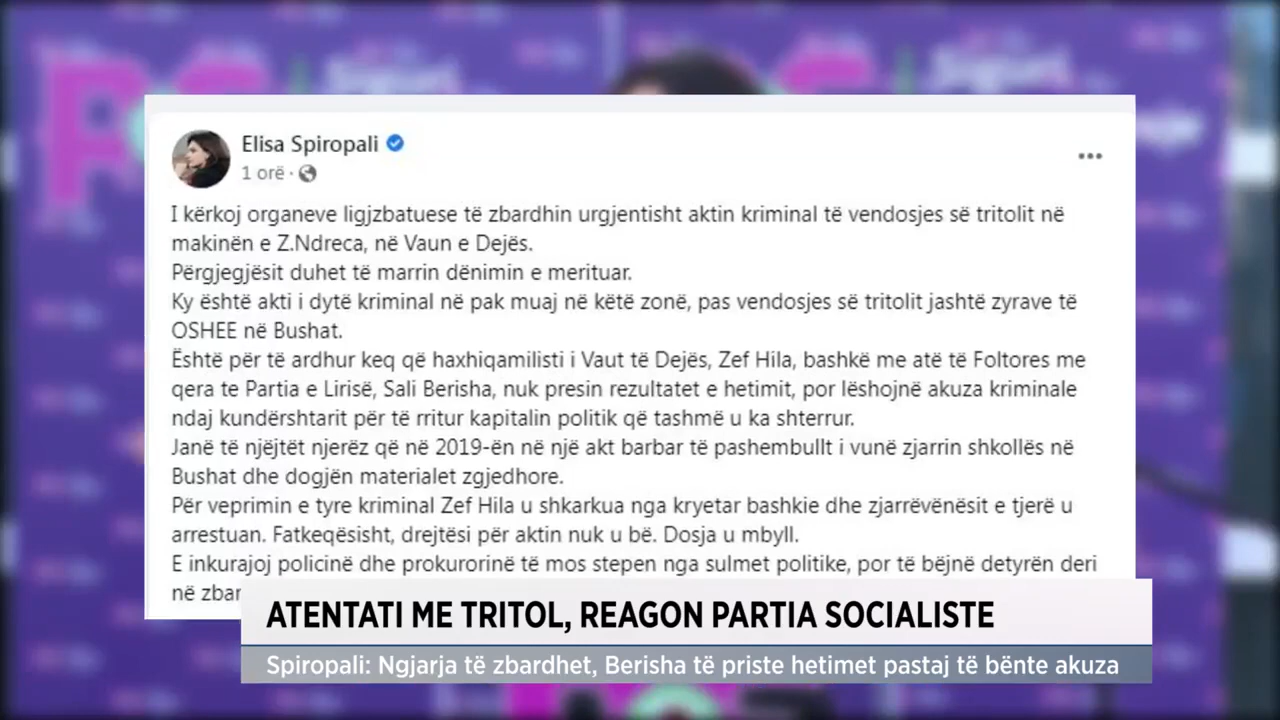 Elisa Spiropali
1 orë
I kërkoj organeve ligjzbatuese të zbardhin urgjentisht aktin kriminal të vendosjes së tritolit në
makinën e Z.Ndreca, në Vaun e Dejës.
Përgjegjësit duhet të marrin dënimin e merituar.
Ky është akti i dytë kriminal në pak muaj në këtë zonë, pas vendosjes së tritolit jashtë zyrave të
OSHEE në Bushat.
Është për të ardhur keq që haxhiqamilisti i Vaut të Dejës, Zef Hila, bashkë me atë të Foltores me
qera te Partia e Lirisë, Sali Berisha, nuk presin rezultatet e hetimit, por lëshojnë akuza kriminale
ndaj kundërshtarit për të rritur kapitalin politik që tashmë u ka shterrur.
Janë të njëjtët njerëz që në 2019-ën në një akt barbar të pashembullt i vunë zjarrin shkollës në
Bushat dhe dogjën materialet zgjedhore.
Për veprimin e tyre kriminal Zef Hila u shkarkua nga kryetar bashkie dhe zjarrëvënësit e tjerë u
arrestuan. Fatkeqësisht, drejtësi për aktin nuk u bë. Dosja u mbyll.
E inkurajoj policinë dhe prokurorinë të mos stepen nga sulmet politike, por të bëjnë detyrën deri
në
ATENTATI ME TRITOL, REAGON PARTIA SOCIALISTE
Spiropali: Ngjarja të zbardhet, Berisha të priste hetimet pastaj të bënte akuza